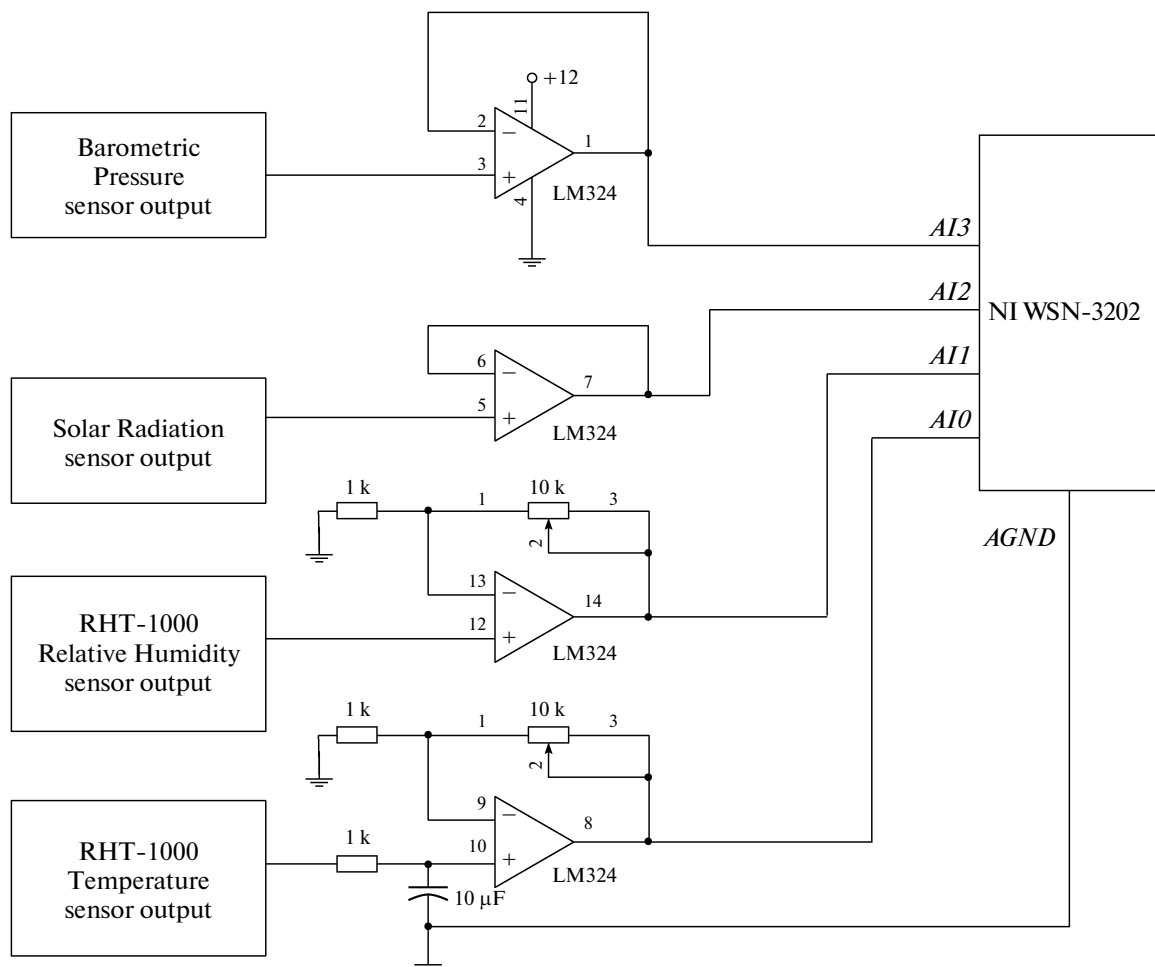 +12
11
2
−
1
3
+
LM324
4
Barometric
Pressure
sensor output
AI3
AI2
NI WSN-3202
AI1
AI0
AGND
6
−
7
5
+
LM324
Solar Radiation
sensor output
1 k
1
10 k
3
2
13
−
14
12
+
LM324
RHT-1000
Relative Humidity
sensor output
1 k
1
10 k
3
2
9
−
8
10
+
LM324
1 k
10 μF
RHT-1000
Temperature
sensor output